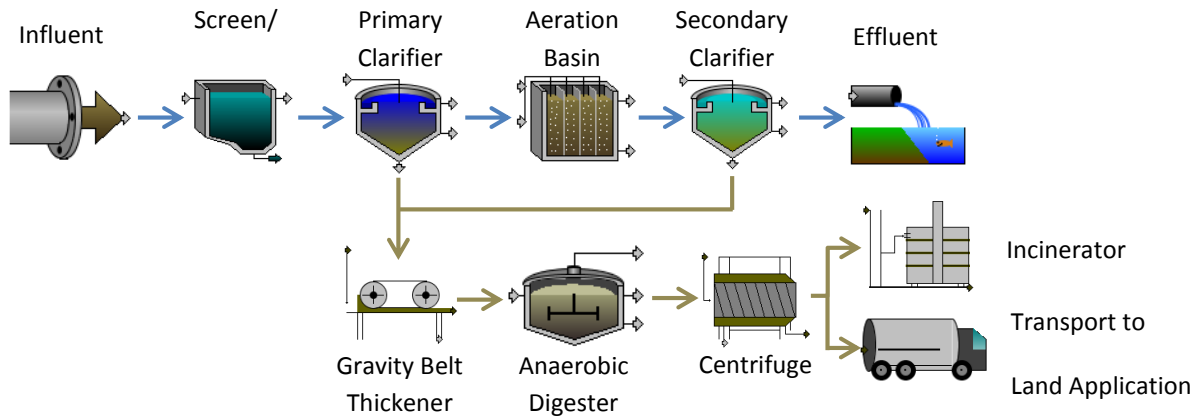 Influent
Screen/
Primary
Clarifier
Aeration
Basin
Secondary
Clarifier
Effluent
Gravity Belt
Thickener
Anaerobic
Digester
Centrifuge
Incinerator
Transport to
Land Application